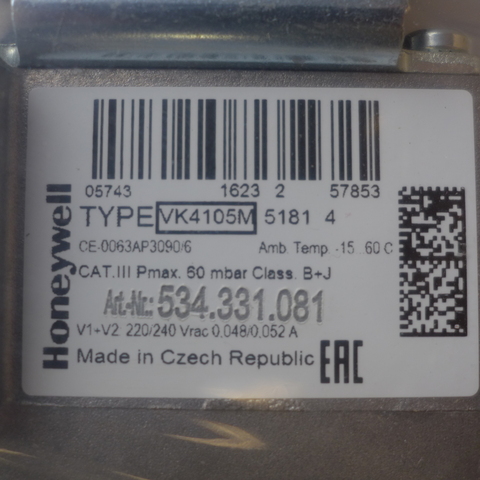 Honeywell
05743 1623 2 57853
TYPE VK4105M 5181 4
CE-0063AP3090/6 Amb. Temp. -15...60 C
CAT.III Pmax. 60 mbar Class. B+J
Art.-Nr.: 534.331.081
V1+V2: 220/240 Vrac 0,048/0,052 A
Made in Czech Republic EAC